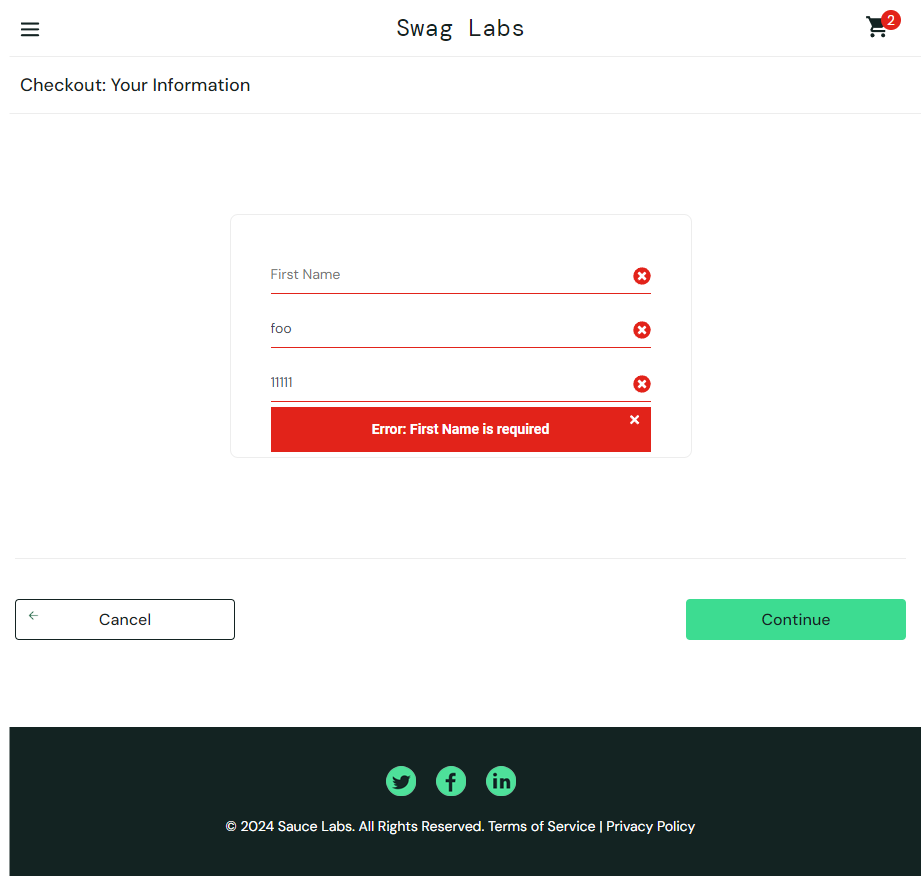 Swag Labs
2
Checkout: Your Information
First Name
foo
11111
Error: First Name is required
Cancel
Continue
© 2024 Sauce Labs. All Rights Reserved. Terms of Service | Privacy Policy